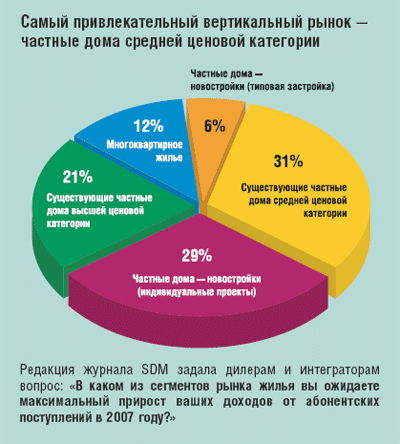 Самый привлекательный вертикальный рынок —
частные дома средней ценовой категории
Частные дома —
новостройки (типовая застройка)
6%
31%
Существующие частные
дома средней ценовой
категории
12%
Многоквартирное
жилье
21%
Существующие частные
дома высшей ценовой
категории
29%
Частные дома — новостройки
(индивидуальные проекты)
Редакция журнала SDM задала дилерам и интеграторам
вопрос: «В каком из сегментов рынка жилья вы ожидаете
максимальный прирост ваших доходов от абонентских
поступлений в 2007 году?»